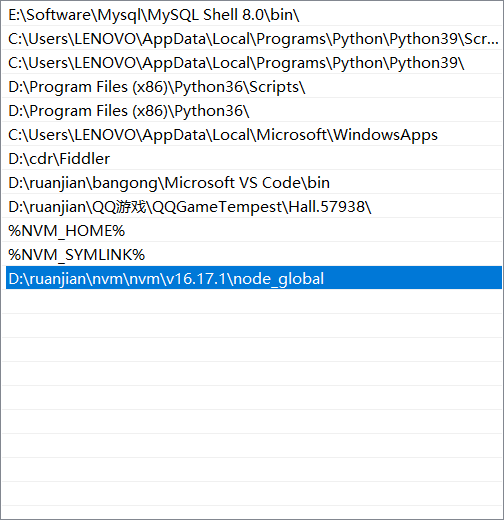 E:\Software\Mysql\MySQL Shell 8.0\bin\
C:\Users\LENOVO\AppData\Local\Programs\Python\Python39\Scr...
C:\Users\LENOVO\AppData\Local\Programs\Python\Python39\
D:\Program Files (x86)\Python36\Scripts\
D:\Program Files (x86)\Python36\
C:\Users\LENOVO\AppData\Local\Microsoft\WindowsApps
D:\cdr\Fiddler
D:\ruanjian\bangong\Microsoft VS Code\bin
D:\ruanjian\QQ游戏\QQGameTempest\Hall.57938\
%NVM_HOME%
%NVM_SYMLINK%
D:\ruanjian\nvm\nvm\v16.17.1\node_global